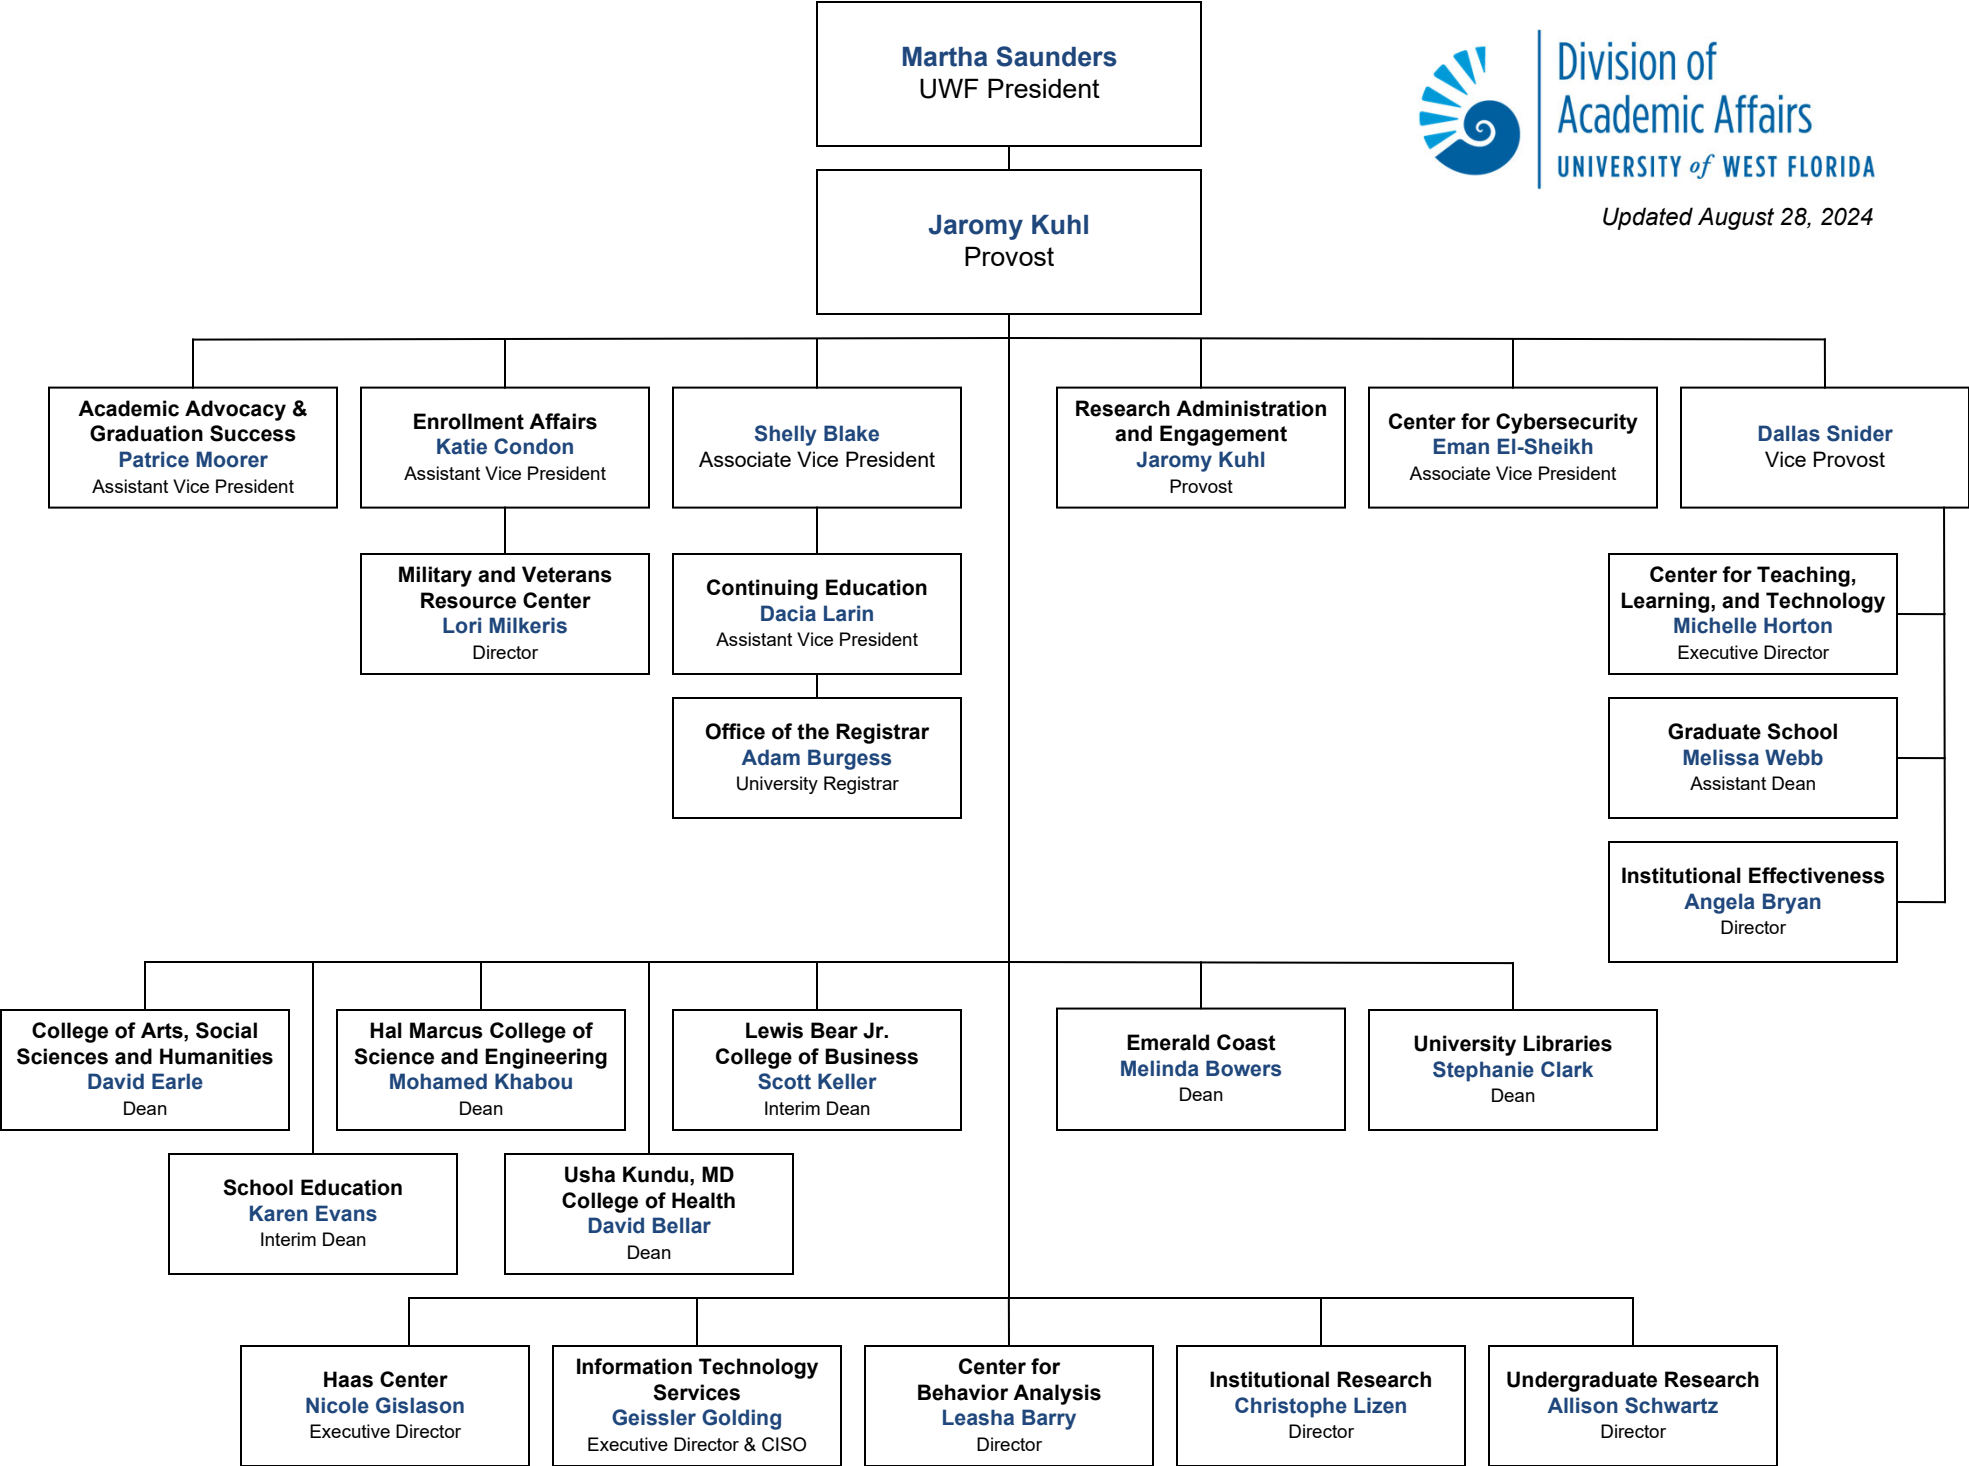 Martha Saunders
UWF President
Division of
Academic Affairs
UNIVERSITY of WEST FLORIDA
Updated August 28, 2024
Jaromy Kuhl
Provost
Academic Advocacy &
Graduation Success
Patrice Moorer
Assistant Vice President
Enrollment Affairs
Katie Condon
Assistant Vice President
Shelly Blake
Associate Vice President
Research Administration
and Engagement
Jaromy Kuhl
Provost
Center for Cybersecurity
Eman El-Sheikh
Associate Vice President
Dallas Snider
Vice Provost
Military and Veterans
Resource Center
Lori Milkeris
Director
Continuing Education
Dacia Larin
Assistant Vice President
Center for Teaching,
Learning, and Technology
Michelle Horton
Executive Director
Office of the Registrar
Adam Burgess
University Registrar
Graduate School
Melissa Webb
Assistant Dean
Institutional Effectiveness
Angela Bryan
Director
College of Arts, Social
Sciences and Humanities
David Earle
Dean
Hal Marcus College of
Science and Engineering
Mohamed Khabou
Dean
Lewis Bear Jr.
College of Business
Scott Keller
Interim Dean
Emerald Coast
Melinda Bowers
Dean
University Libraries
Stephanie Clark
Dean
School Education
Karen Evans
Interim Dean
Usha Kundu, MD
College of Health
David Bellar
Dean
Haas Center
Nicole Gislason
Executive Director
Information Technology
Services
Geissler Golding
Executive Director & CISO
Center for
Behavior Analysis
Leasha Barry
Director
Institutional Research
Christophe Lizen
Director
Undergraduate Research
Allison Schwartz
Director